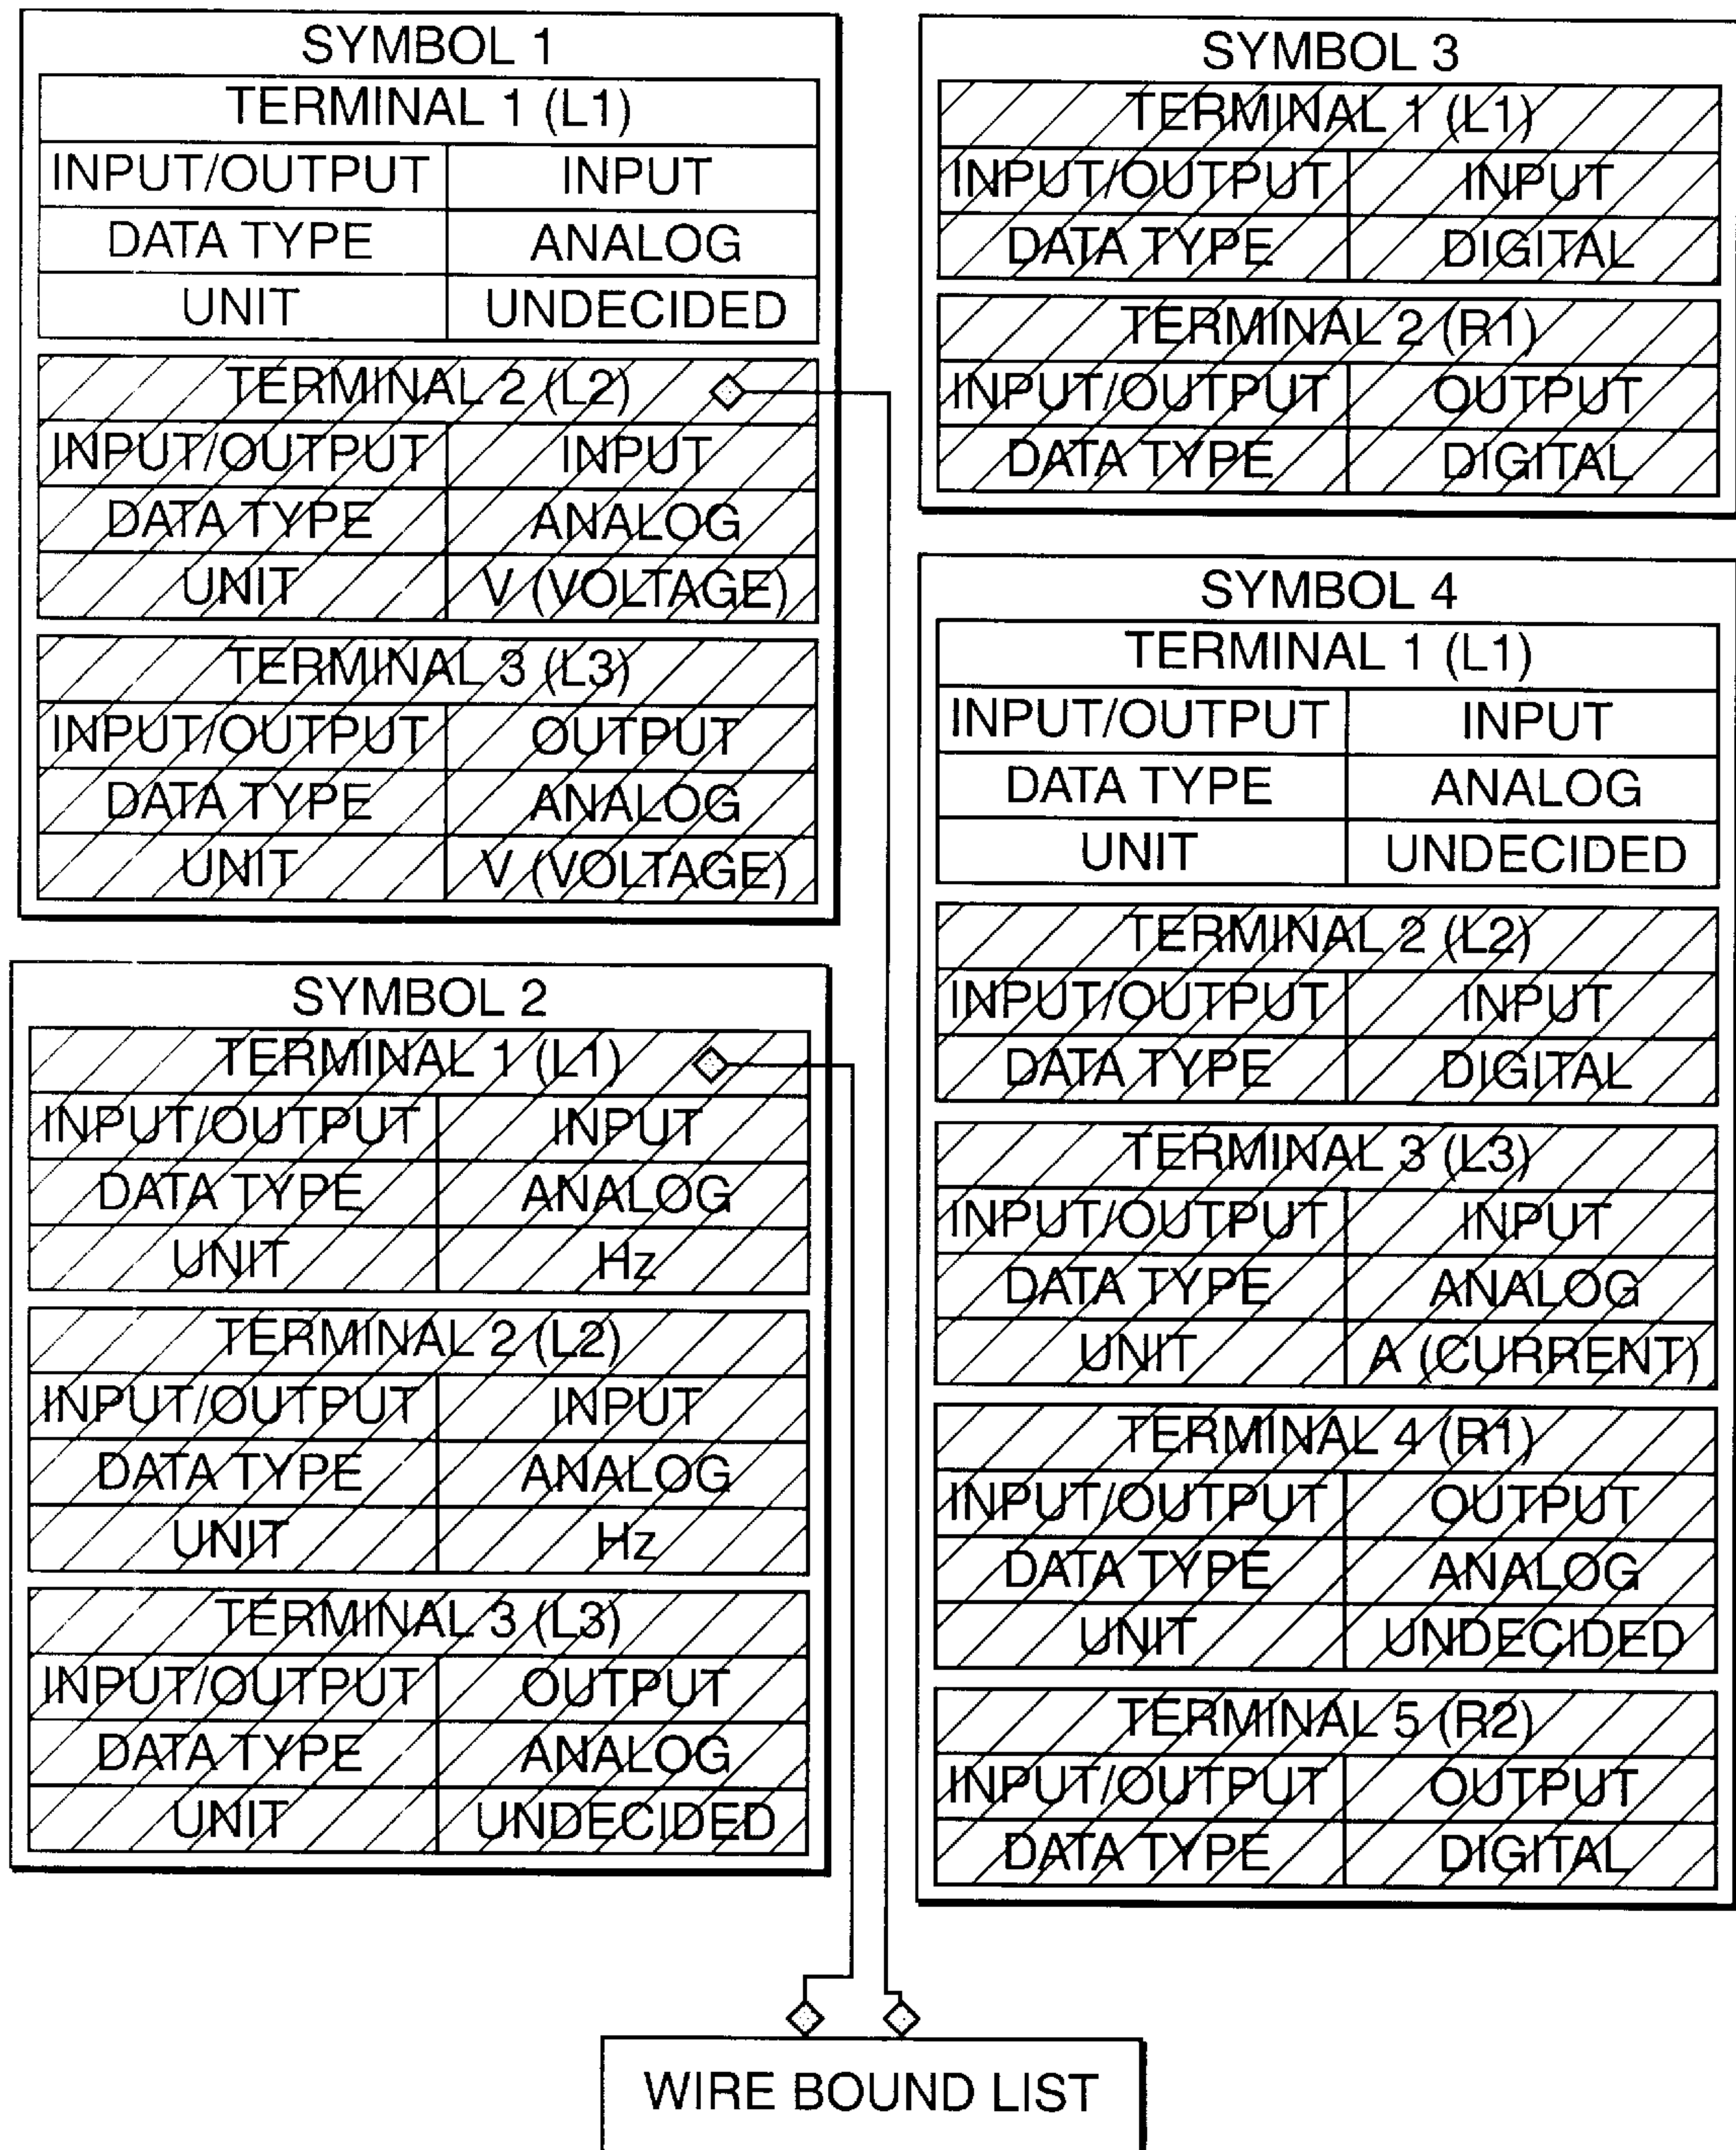 SYMBOL 1
TERMINAL 1 (L1)
INPUT/OUTPUT INPUT
DATA TYPE ANALOG
UNIT UNDECIDED
TERMINAL 2 (L2)
INPUT/OUTPUT INPUT
DATA TYPE ANALOG
UNIT V (VOLTAGE)
TERMINAL 3 (L3)
INPUT/OUTPUT OUTPUT
DATA TYPE ANALOG
UNIT V (VOLTAGE)
SYMBOL 2
TERMINAL 1 (L1)
INPUT/OUTPUT INPUT
DATA TYPE ANALOG
UNIT Hz
TERMINAL 2 (L2)
INPUT/OUTPUT INPUT
DATA TYPE ANALOG
UNIT Hz
TERMINAL 3 (L3)
INPUT/OUTPUT OUTPUT
DATA TYPE ANALOG
UNIT UNDECIDED
SYMBOL 3
TERMINAL 1 (L1)
INPUT/OUTPUT INPUT
DATA TYPE DIGITAL
TERMINAL 2 (R1)
INPUT/OUTPUT OUTPUT
DATA TYPE DIGITAL
SYMBOL 4
TERMINAL 1 (L1)
INPUT/OUTPUT INPUT
DATA TYPE ANALOG
UNIT UNDECIDED
TERMINAL 2 (L2)
INPUT/OUTPUT INPUT
DATA TYPE DIGITAL
TERMINAL 3 (L3)
INPUT/OUTPUT INPUT
DATA TYPE ANALOG
UNIT A (CURRENT)
TERMINAL 4 (R1)
INPUT/OUTPUT OUTPUT
DATA TYPE ANALOG
UNIT UNDECIDED
TERMINAL 5 (R2)
INPUT/OUTPUT OUTPUT
DATA TYPE DIGITAL
WIRE BOUND LIST